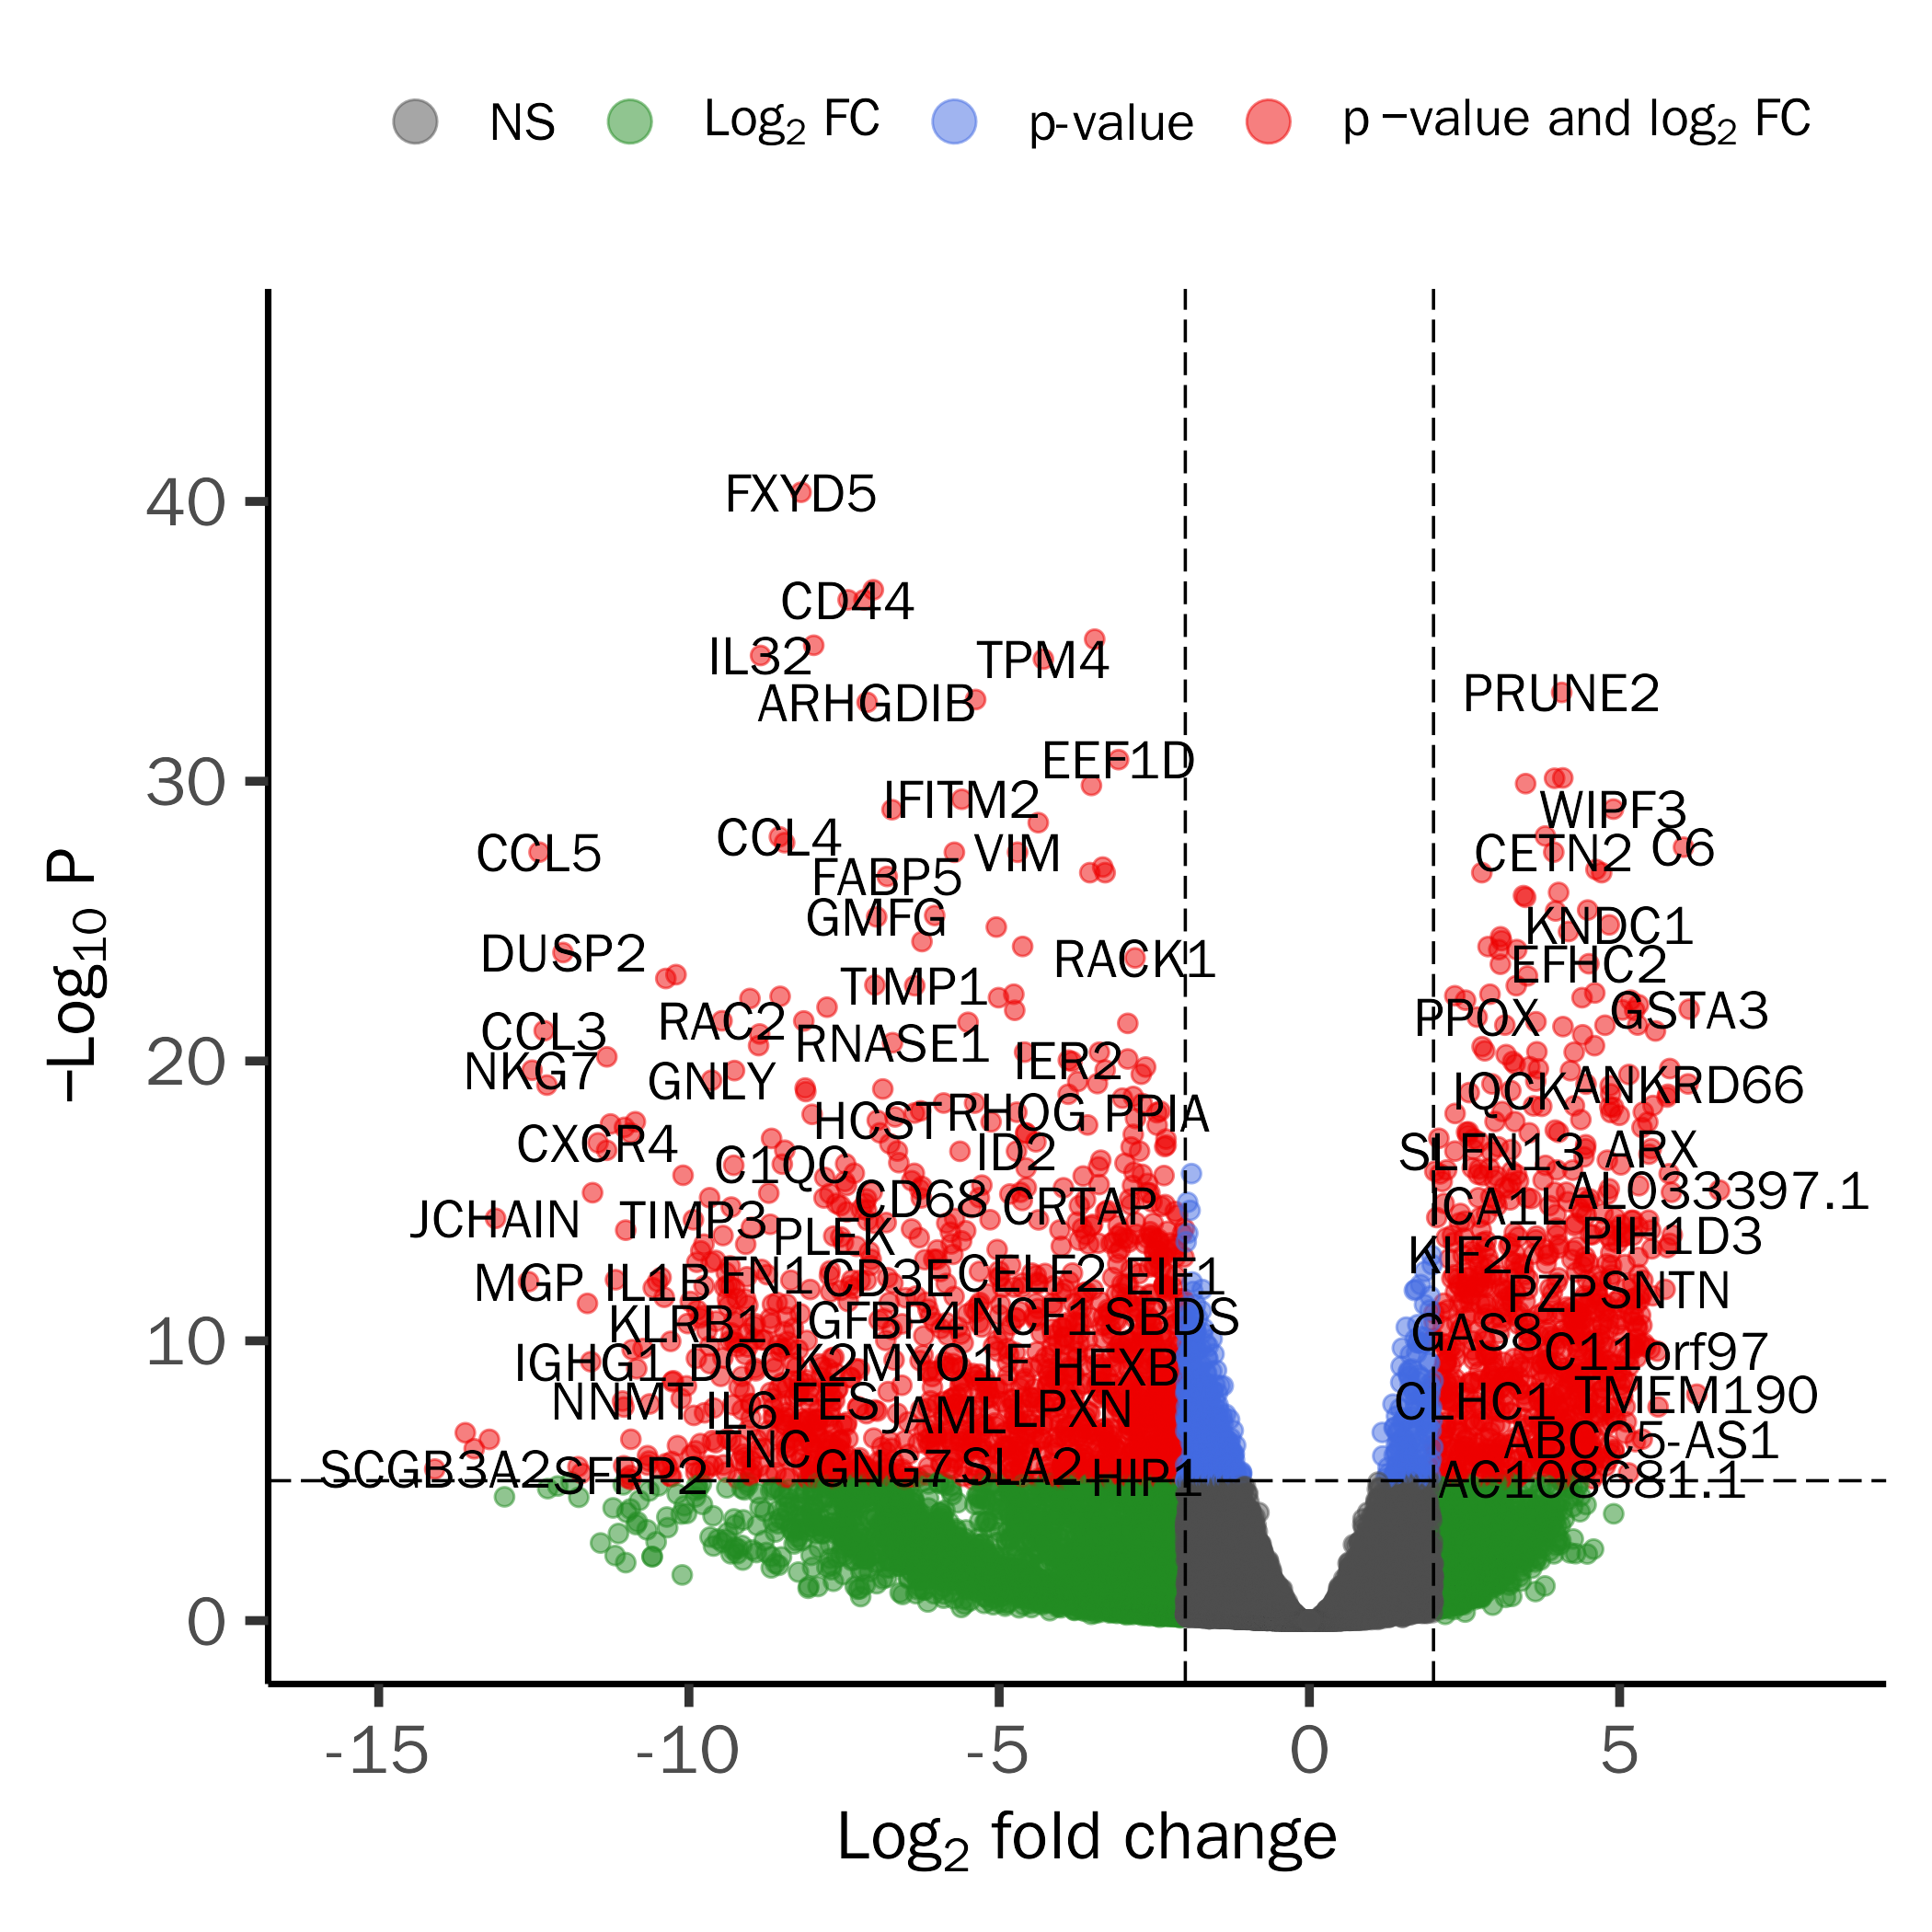 NS Log2 FC p-value p −value and log2 FC
−Log10 P
40
30
20
10
0
FXYD5
CD44
IL32 TPM4
ARHGDIB PRUNE2
EEF1D
IFITM2 WIPF3
CCL4
CCL5 VIM CETN2 C6
FABP5
GMFG KNDC1
DUSP2 RACK1 EFHC2
TIMP1
RAC2 PPOX GSTA3
CCL3 RNASE1
NKG7 GNLY IER2 IQCK ANKRD66
HCST RHOG PPIA
CXCR4 C1QC ID2 SLFN13 ARX
CD68 CRTAP ICA1L AL033397.1
JCHAIN TIMP3 PLEK PIH1D3
KIF27
MGP IL1B FN1 CD3E CELF2 EIF1 PZP SNTN
KLRB1 IGFBP4 NCF1 SBDS GAS8
IGHG1 DOCK2 MYO1F HEXB C11orf97
NNMT IL6 FES JAML LPXN CLHC1 TMEM190
TNC ABCC5-AS1
SCGB3A2 SFRP2 GNG7 SLA2 HIP1 AC108681.1
-15 -10 -5 0 5
Log2 fold change